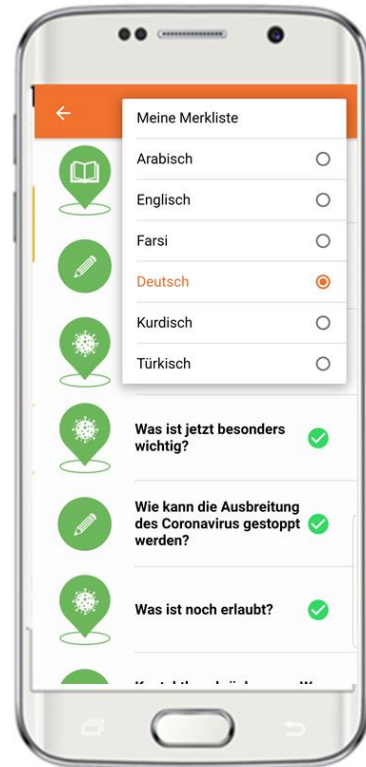 Meine Merkliste
Arabisch
Englisch
Farsi
Deutsch
Kurdisch
Türkisch
Was ist jetzt besonders
wichtig?
Wie kann die Ausbreitung
des Coronavirus gestoppt
werden?
Was ist noch erlaubt?